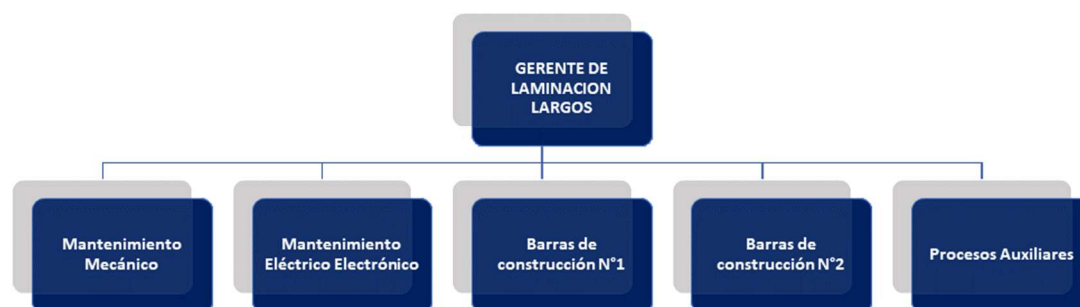 GERENTE DE
LAMINACION
LARGOS
Mantenimiento
Mecánico
Mantenimiento
Eléctrico Electrónico
Barras de
construcción N°1
Barras de
construcción N°2
Procesos Auxiliares